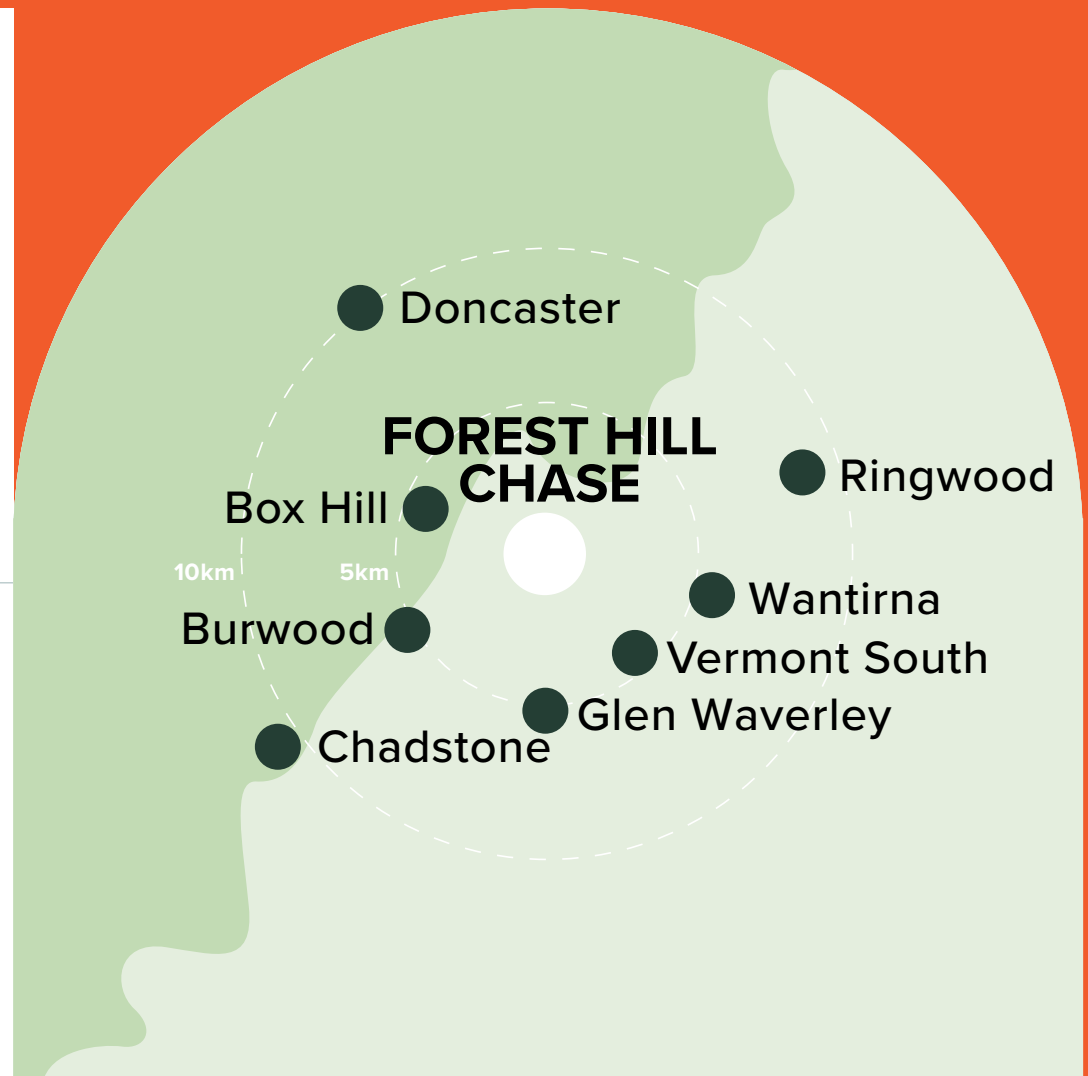 Doncaster
FOREST HILL
CHASE
Ringwood
Box Hill
10km
5km
Wantirna
Burwood
Vermont South
Glen Waverley
Chadstone